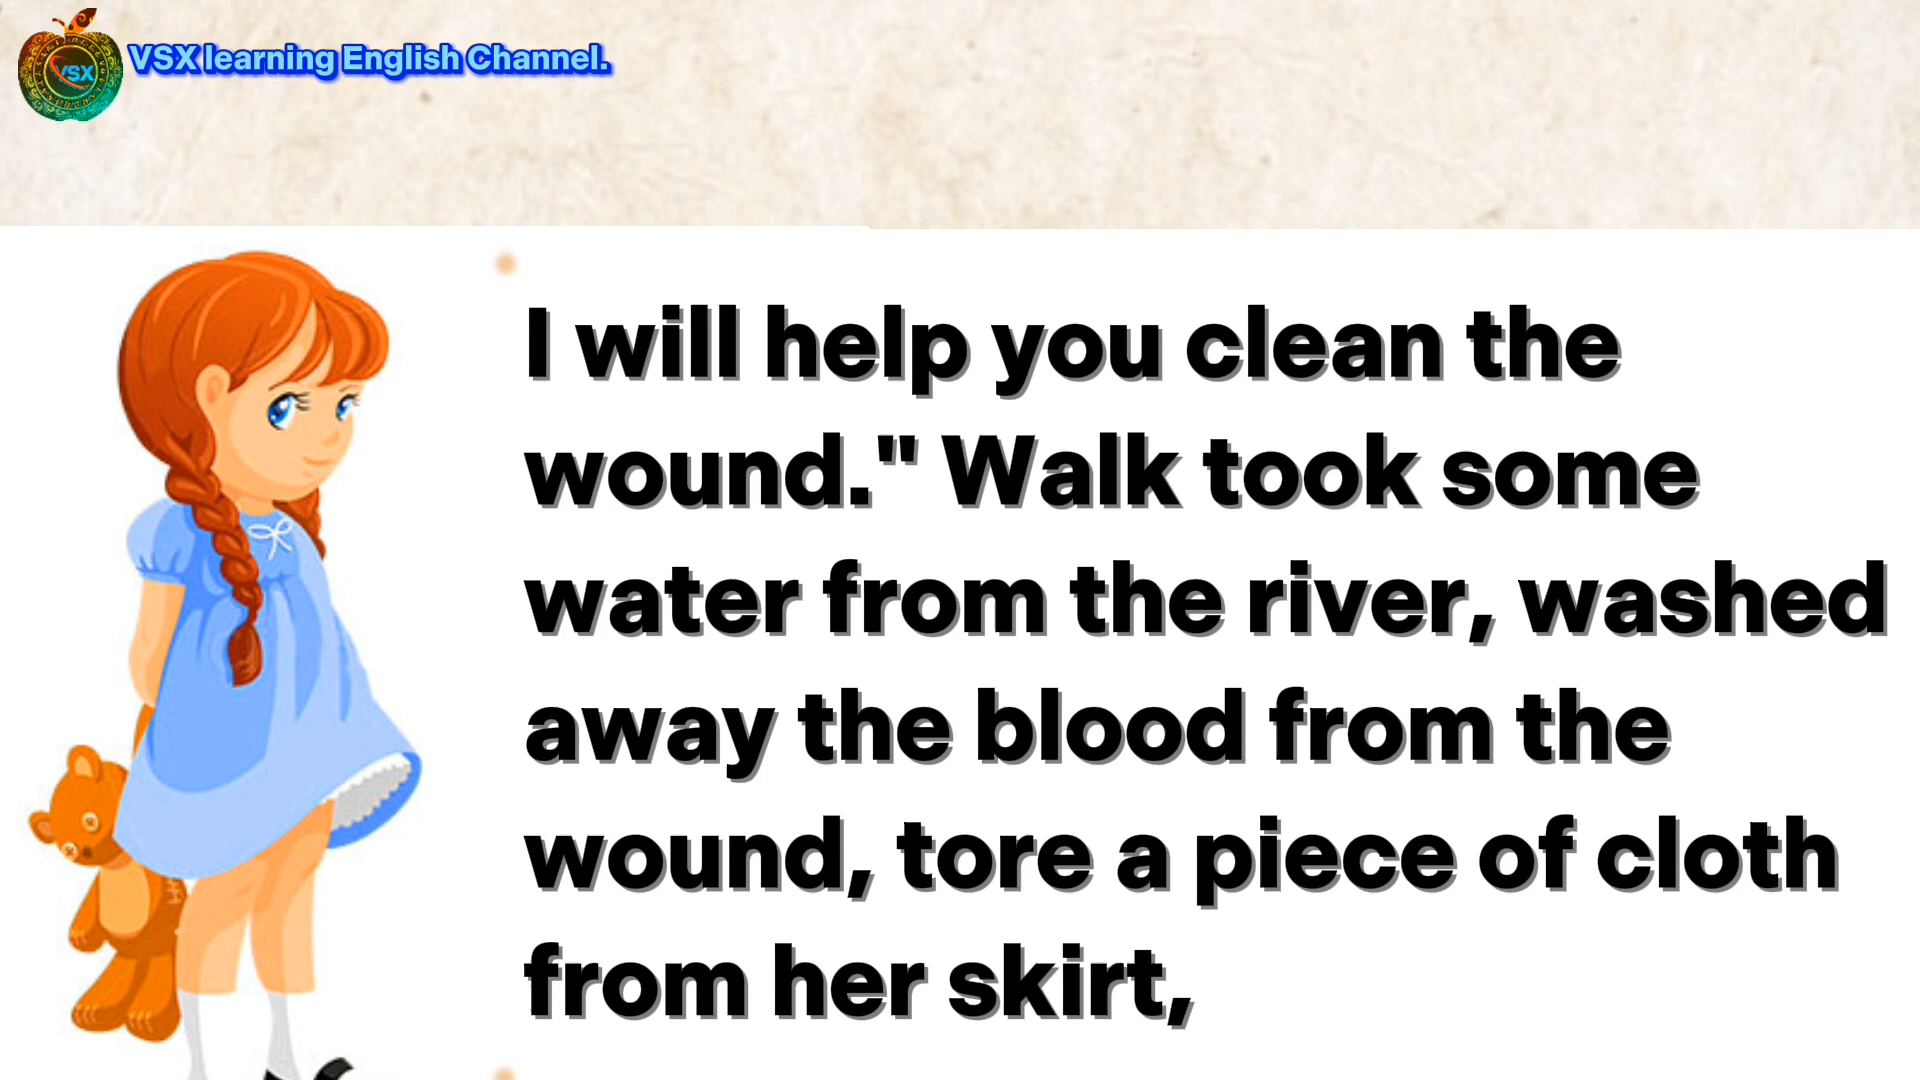 VSX
VSX learning English Channel.
I will help you clean the
wound." Walk took some
water from the river, washed
away the blood from the
wound, tore a piece of cloth
from her skirt,